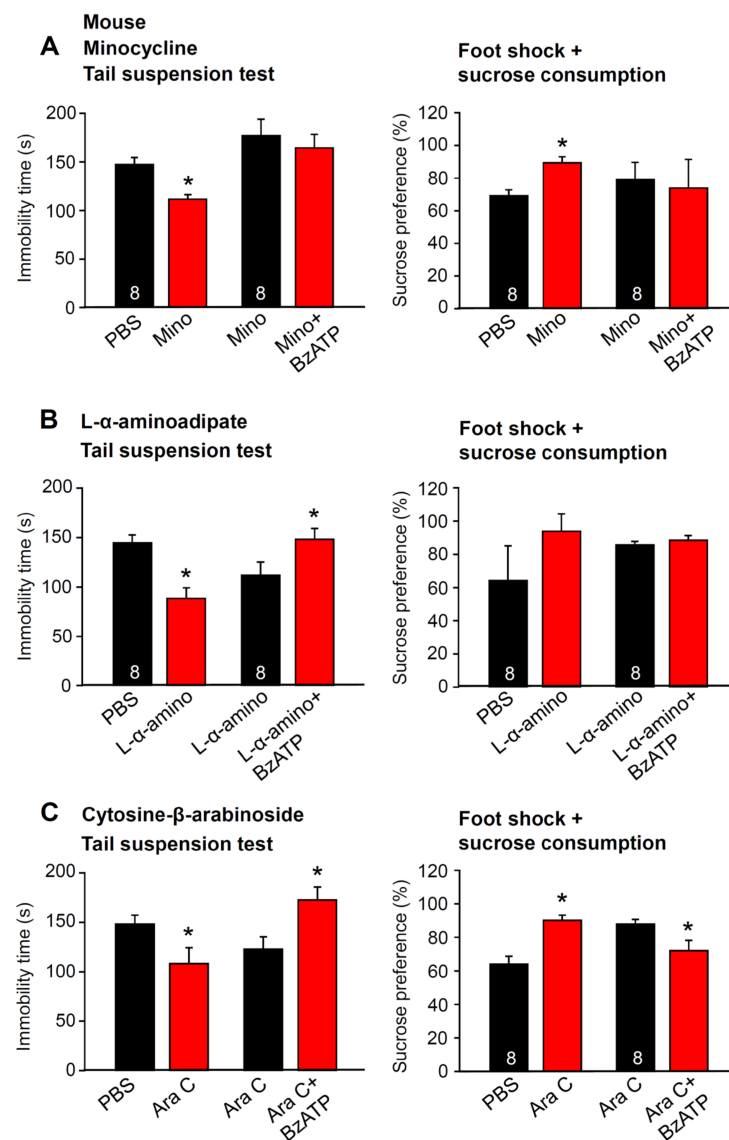 Mouse
A Minocycline
Tail suspension test
Foot shock +
sucrose consumption
Immobility time (s)
200
150
100
50
0
*
8
8
PBS
Mino
Mino
Mino+
BzATP
Sucrose preference (%)
120
100
80
60
40
20
0
*
8
8
PBS
Mino
Mino
Mino+
BzATP
B L-α-aminoadipate
Tail suspension test
Foot shock +
sucrose consumption
Immobility time (s)
200
150
100
50
0
*
*
8
8
PBS
L-α-amino
L-α-amino
L-α-amino+
BzATP
Sucrose preference (%)
120
100
80
60
40
20
0
8
8
PBS
L-α-amino
L-α-amino
L-α-amino+
BzATP
C Cytosine-β-arabinoside
Tail suspension test
Foot shock +
sucrose consumption
Immobility time (s)
200
150
100
50
0
*
*
PBS
Ara C
Ara C
Ara C+
BzATP
Sucrose preference (%)
120
100
80
60
40
20
0
*
*
8
8
PBS
Ara C
Ara C
Ara C+
BzATP